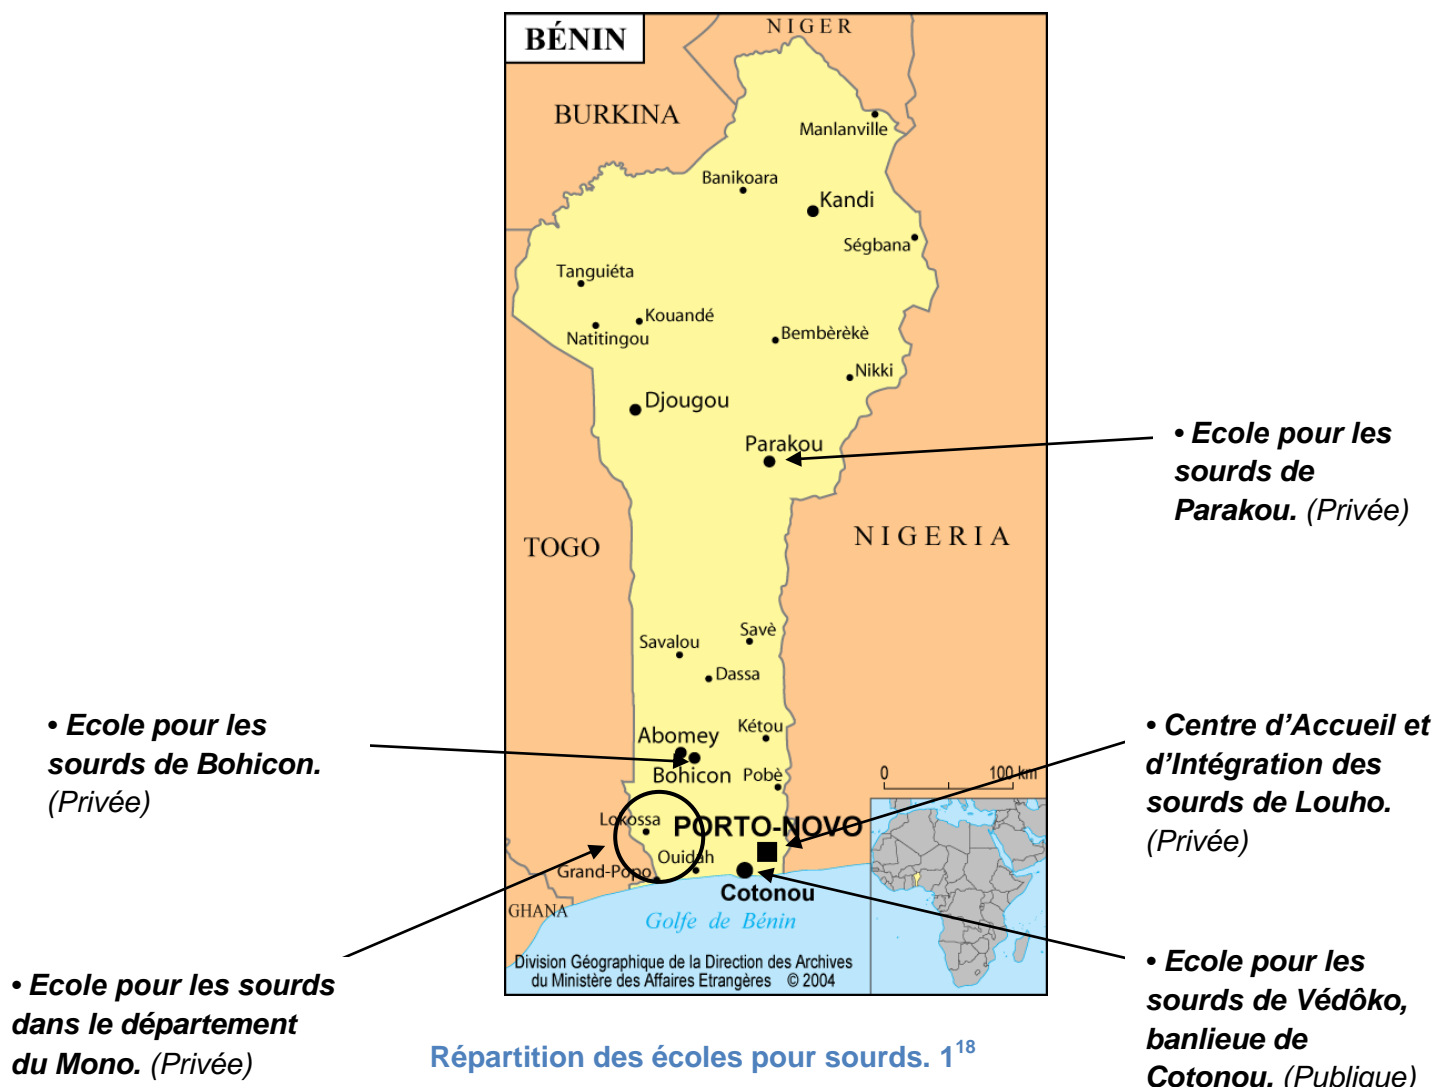 BÉNIN
NIGER
BURKINA
Manlanville
Banikoara
Kandi
Ségbana
Tanguiéta
Kouandé
Natitingou
Bembèrèkè
Nikki
Djougou
Parakou
• Ecole pour les
sourds de
Parakou. (Privée)
TOGO
NIGERIA
Savè
Savalou
Dassa
• Ecole pour les
sourds de Bohicon.
(Privée)
Kétou
Abomey
Bohicon
Pobè
0 100 km
• Centre d’Accueil et
d’Intégration des
sourds de Louho.
(Privée)
Lokossa
PORTO-NOVO
Ouidah
Grand-Popo
Cotonou
GHANA
Golfe de Bénin
Division Géographique de la Direction des Archives
du Ministère des Affaires Etrangères © 2004
• Ecole pour les sourds
dans le département
du Mono. (Privée)
• Ecole pour les
sourds de Védôko,
banlieue de
Cotonou. (Publique)
Répartition des écoles pour sourds. 1 18